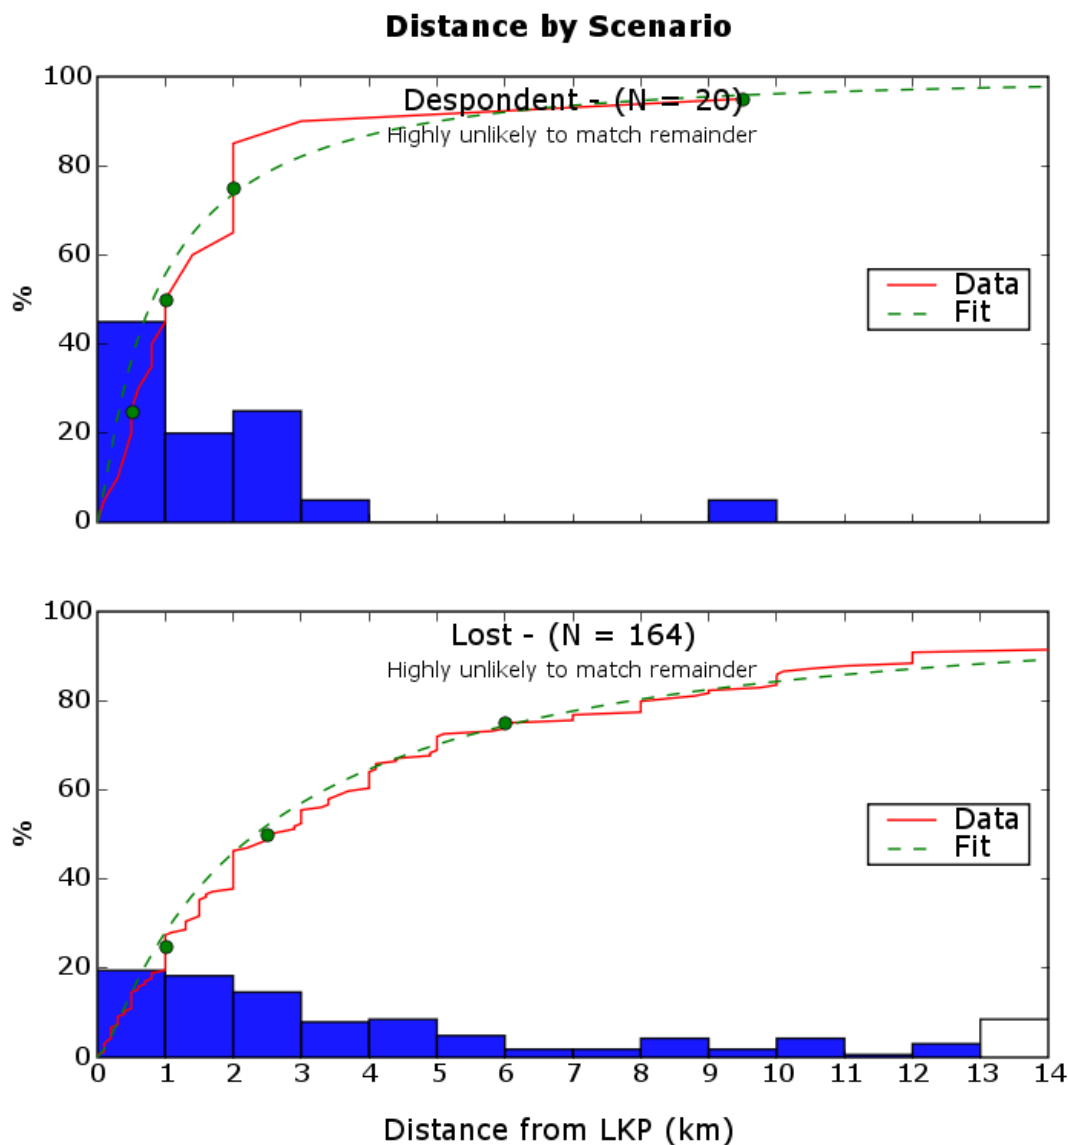 Distance by Scenario
100
80
60
40
20
0
%
Despondent - (N = 20)
Highly unlikely to match remainder
Data
Fit
100
80
60
40
20
0
%
Lost - (N = 164)
Highly unlikely to match remainder
Data
Fit
0 1 2 3 4 5 6 7 8 9 10 11 12 13 14
Distance from LKP (km)